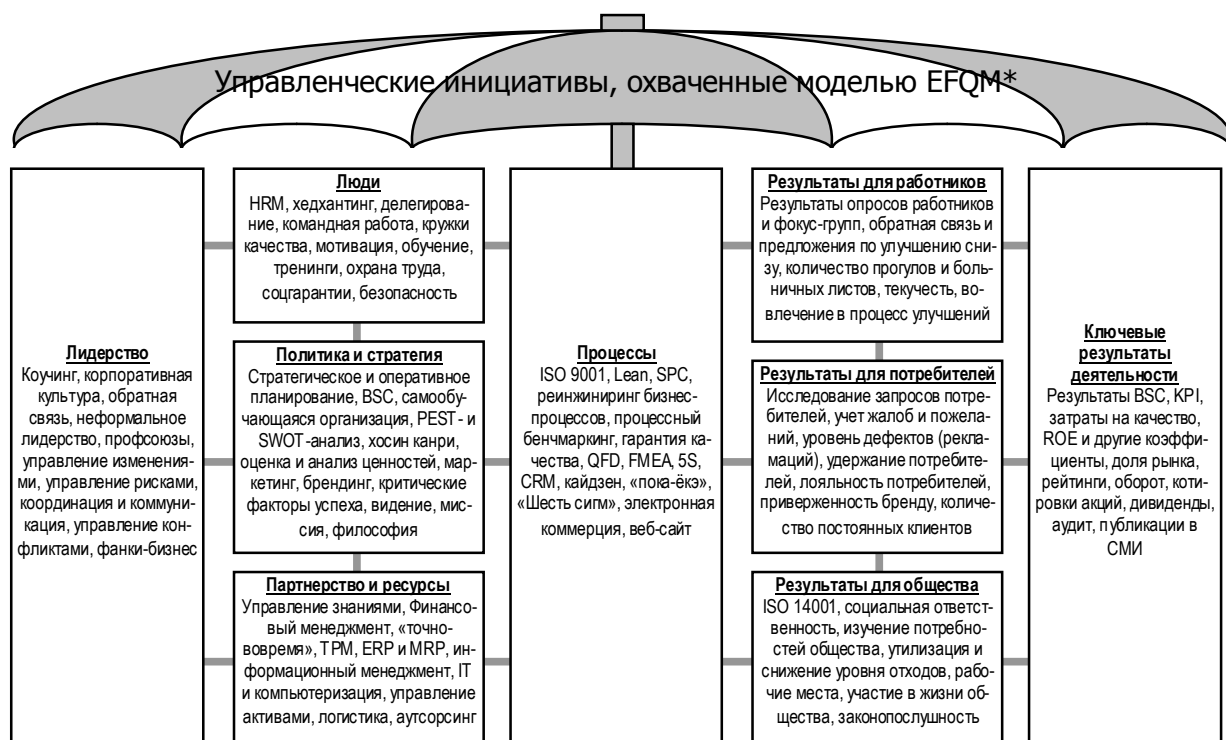 Управленческие инициативы, охваченные моделью EFQM*
Лидерство
Коучинг, корпоративная
культура, обратная
связь, неформальное
лидерство, профсоюзы,
управление изменения-
ми, управление рисками,
координация и коммуни-
кация, управление кон-
фликтами, фанки-бизнес
Люди
HRM, хедхантинг, делегирова-
ние, командная работа, кружки
качества, мотивация, обучение,
тренинги, охрана труда,
соцгарантии, безопасность
Политика и стратегия
Стратегическое и оперативное
планирование, BSC, самообу-
чающаяся организация, PEST- и
SWOT-анализ, хосин канри,
оценка и анализ ценностей, мар-
кетинг, брендинг, критические
факторы успеха, видение, мис-
сия, философия
Партнерство и ресурсы
Управление знаниями, Финансо-
вый менеджмент, «точно-
вовремя», TPM, ERP и MRP, ин-
формационный менеджмент, IT
и компьютеризация, управление
активами, логистика, аутсорсинг
Процессы
ISO 9001, Lean, SPC,
реинжиниринг бизнес-
процессов, процессный
бенчмаркинг, гарантия ка-
чества, QFD, FMEA, 5S,
CRM, кайдзен, «пока-ёкэ»,
«Шесть сигм», электронная
коммерция, веб-сайт
Результаты для работников
Результаты опросов работников
и фокус-групп, обратная связь и
предложения по улучшению сни-
зу, количество прогулов и боль-
ничных листов, текучесть, во-
влечение в процесс улучшений
Результаты для потребителей
Исследование запросов потре-
бителей, учет жалоб и пожела-
ний, уровень дефектов (рекла-
маций), удержание потребите-
лей, лояльность потребителей,
приверженность бренду, количе-
ство постоянных клиентов
Результаты для общества
ISO 14001, социальная ответст-
венность, изучение потребно-
стей общества, утилизация и
снижение уровня отходов, рабо-
чие места, участие в жизни об-
щества, законопослушность
Ключевые
результаты
деятельности
Результаты BSC, KPI,
затраты на качество,
ROE и другие коэффи-
циенты, доля рынка,
рейтинги, оборот, коти-
ровки акций, дивиденды,
аудит, публикации в
СМИ